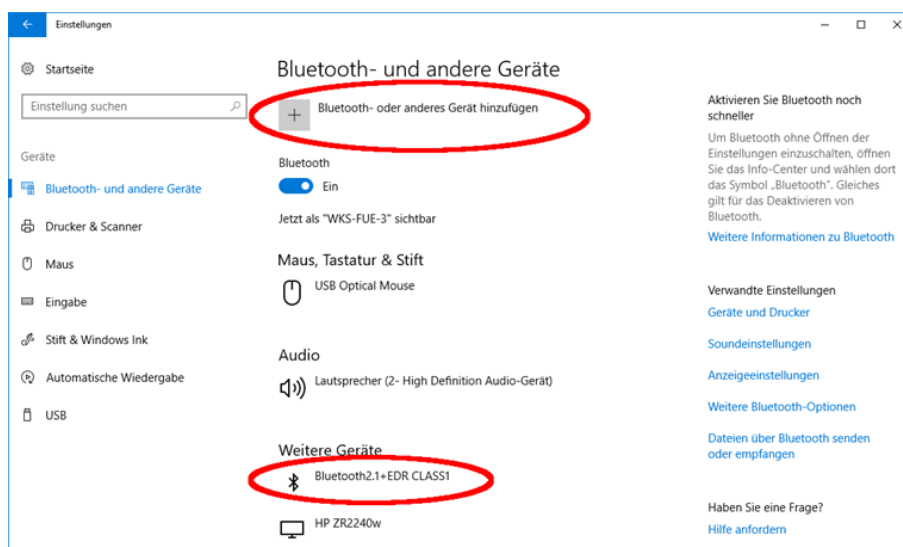 Einstellungen
Startseite
Einstellung suchen
Geräte
Bluetooth- und andere Geräte
Drucker & Scanner
Maus
Eingabe
Stift & Windows Ink
Automatische Wiedergabe
USB
Bluetooth- und andere Geräte
Bluetooth- oder anderes Gerät hinzufügen
Bluetooth
Ein
Jetzt als "WKS-FUE-3" sichtbar
Maus, Tastatur & Stift
USB Optical Mouse
Audio
Lautsprecher (2- High Definition Audio-Gerät)
Weitere Geräte
Bluetooth2.1+EDR CLASS1
HP ZR2240w
Aktivieren Sie Bluetooth noch
schneller
Um Bluetooth ohne Öffnen der
Einstellungen einzuschalten, öffnen
Sie das Info-Center und wählen dort
das Symbol „Bluetooth“. Gleiches
gilt für das Deaktivieren von
Bluetooth.
Weitere Informationen zu Bluetooth
Verwandte Einstellungen
Geräte und Drucker
Soundeinstellungen
Anzeigeeinstellungen
Weitere Bluetooth-Optionen
Dateien über Bluetooth senden
oder empfangen
Haben Sie eine Frage?
Hilfe anfordern